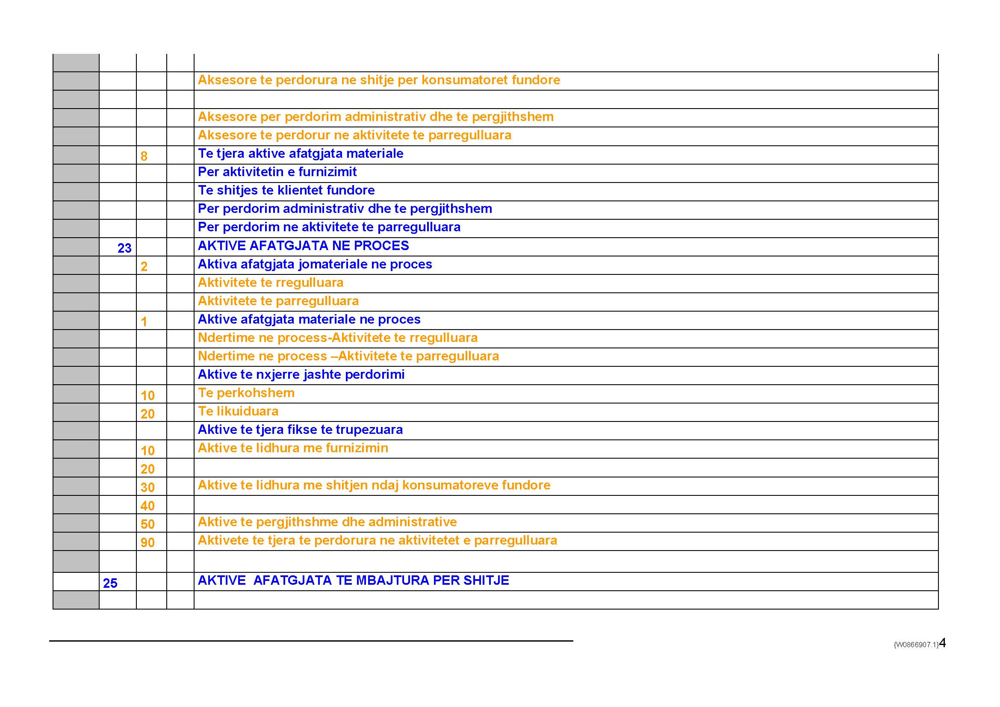 Aksesore te perdorura ne shitje per konsumatoret fundore
Aksesore per perdorim administrativ dhe te pergjithshem
Aksesore te perdorur ne aktivitete te parregulluara
8 Te tjera aktive afatgjata materiale
Per aktivitetin e furnizimit
Te shitjes te klientet fundore
Per perdorim administrativ dhe te pergjithshem
Per perdorim ne aktivitete te parregulluara
23 AKTIVE AFATGJATA NE PROCES
2 Aktiva afatgjata jomateriale ne proces
Aktivitete te rregulluara
Aktivitete te parregulluara
1 Aktive afatgjata materiale ne proces
Ndertime ne process-Aktivitete te rregulluara
Ndertime ne process –Aktivitete te parregulluara
Aktive te nxjerre jashte perdorimi
10 Te perkohshem
20 Te likuiduara
Aktive te tjera fikse te trupezuara
10 Aktive te lidhura me furnizimin
20
30 Aktive te lidhura me shitjen ndaj konsumatoreve fundore
40
50 Aktive te pergjithshme dhe administrative
90 Aktivete te tjera te perdorura ne aktivitetet e parregulluara
25 AKTIVE AFATGJATA TE MBAJTURA PER SHITJE
{W0866907.1}4